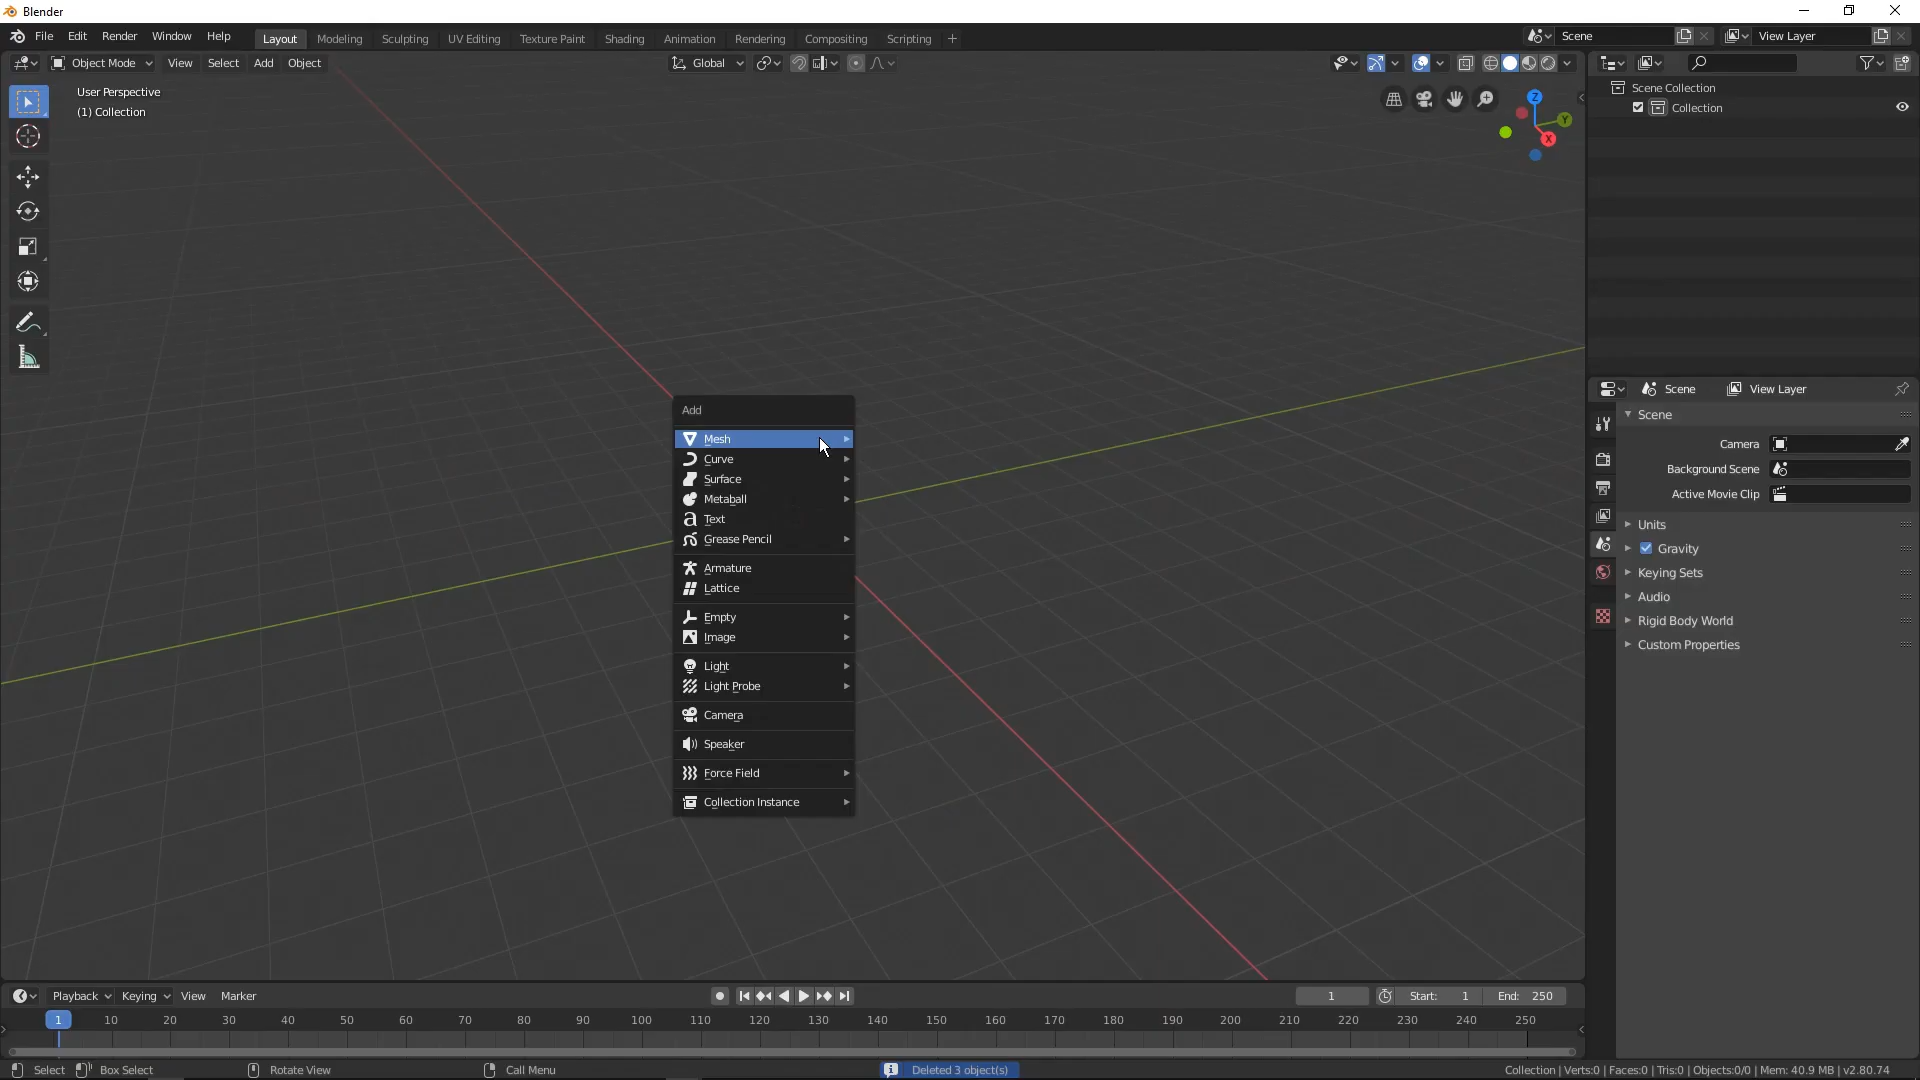 Blender
File Edit Render Window Help Layout Modeling Sculpting UV Editing Texture Paint Shading Animation Rendering Compositing Scripting + Scene View Layer
Object Mode View Select Add Object Global
User Perspective
(1) Collection
Z
Y
X
Scene Collection
Collection
Scene View Layer
Scene
Camera
Background Scene
Active Movie Clip
Units
Gravity
Keying Sets
Audio
Rigid Body World
Custom Properties
Add
Mesh
Curve
Surface
Metaball
Text
Grease Pencil
Armature
Lattice
Empty
Image
Light
Light Probe
Camera
Speaker
Force Field
Collection Instance
Playback Keying View Marker 1 Start: 1 End: 250
1 10 20 30 40 50 60 70 80 90 100 110 120 130 140 150 160 170 180 190 200 210 220 230 240 250
Select Box Select Rotate View Call Menu Deleted 3 object(s) Collection | Verts:0 | Faces:0 | Tris:0 | Objects:0/0 | Mem: 40.9 MB | v2.80.74